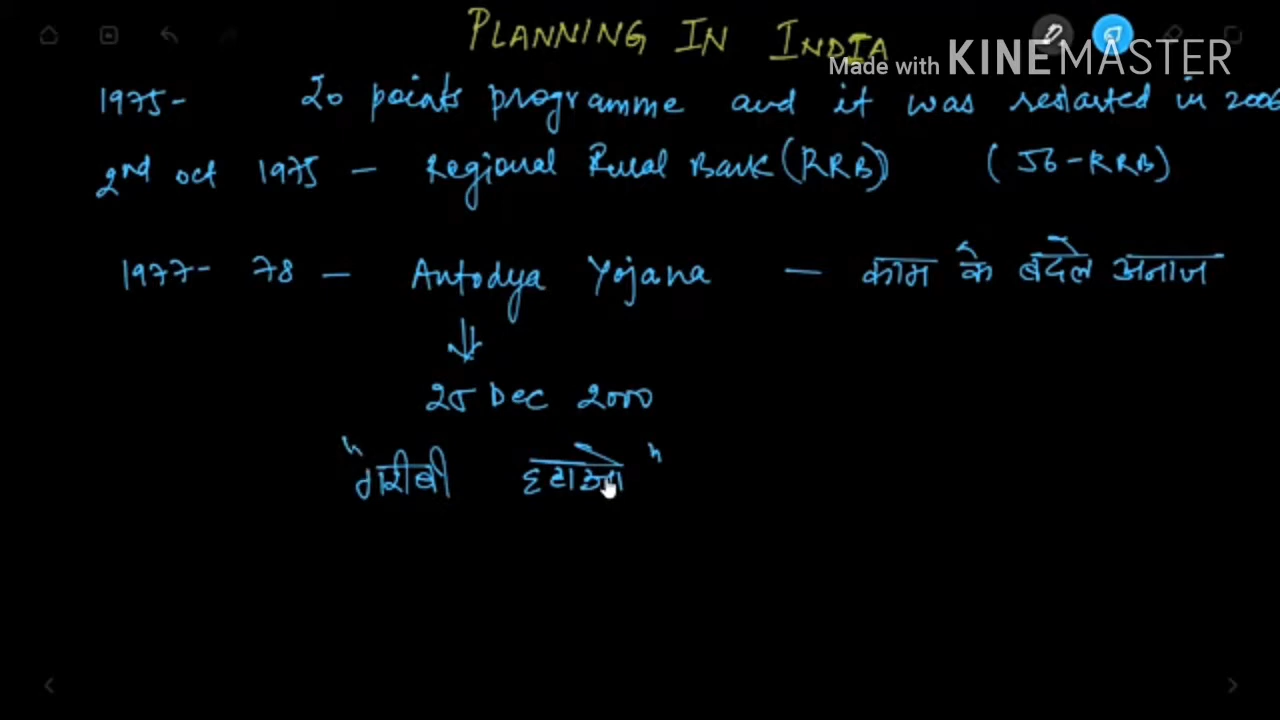 PLANNING IN INDIA
Made with KINEMASTER
1975- 20 points programme and it was restarted in 2006
2nd oct 1975 - Regional Rural Bank (RRB) (56-RRB)
1977-78 - Antodya Yojana - काम के बदले अनाज
25 Dec 2000
"गरीबी हटाओ"